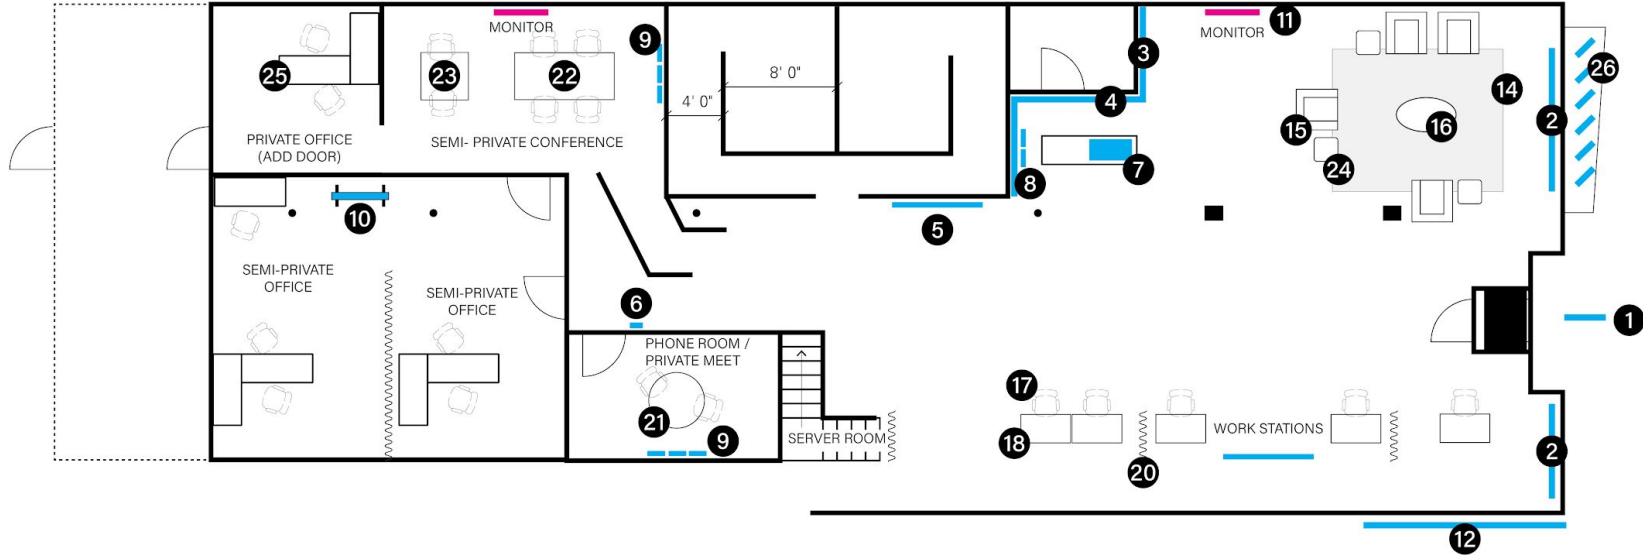 MONITOR
9
3
MONITOR
11
25
23
22
8' 0"
4' 0"
4
14
26
2
15
16
PRIVATE OFFICE
(ADD DOOR)
SEMI- PRIVATE CONFERENCE
7
24
8
10
5
SEMI-PRIVATE
OFFICE
SEMI-PRIVATE
OFFICE
6
1
PHONE ROOM /
PRIVATE MEET
17
21
9
SERVER ROOM
18
WORK STATIONS
20
2
12